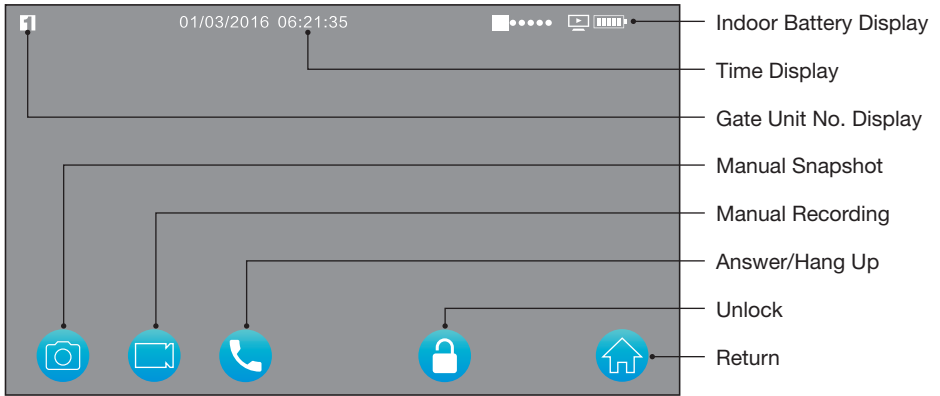 1 01/03/2016 06:21:35
Indoor Battery Display
Time Display
Gate Unit No. Display
Manual Snapshot
Manual Recording
Answer/Hang Up
Unlock
Return